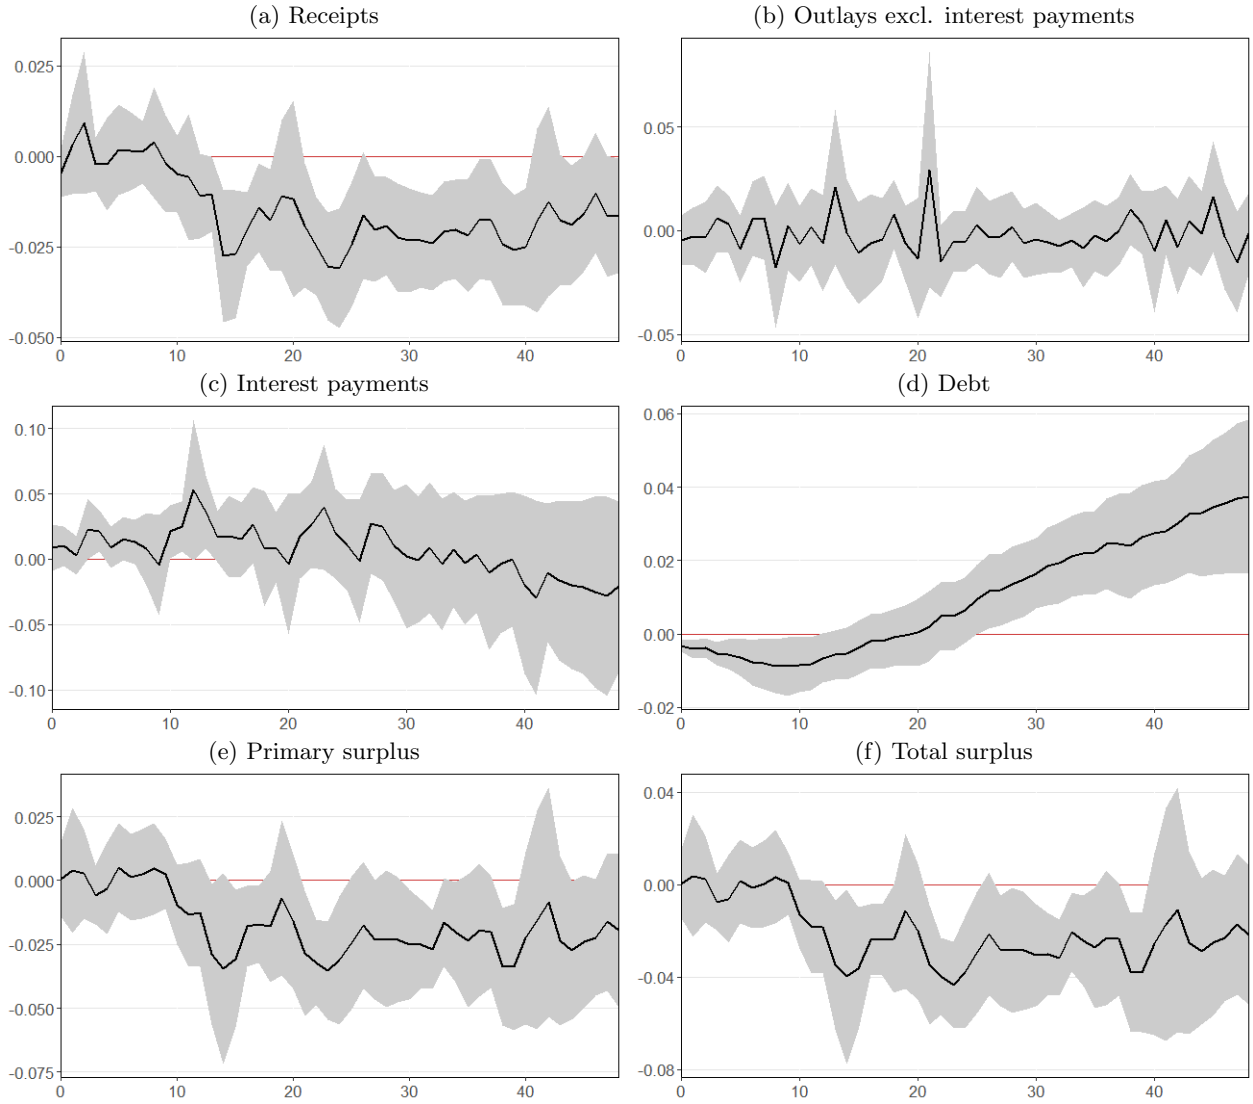 (a) Receipts
(b) Outlays excl. interest payments
0.025
0.000
-0.025
-0.050
0 10 20 30 40
0.05
0.00
-0.05
0 10 20 30 40
(c) Interest payments
(d) Debt
0.10
0.05
0.00
-0.05
-0.10
0 10 20 30 40
0.06
0.04
0.02
0.00
-0.02
0 10 20 30 40
(e) Primary surplus
(f) Total surplus
0.025
0.000
-0.025
-0.050
-0.075
0 10 20 30 40
0.04
0.00
-0.04
-0.08
0 10 20 30 40